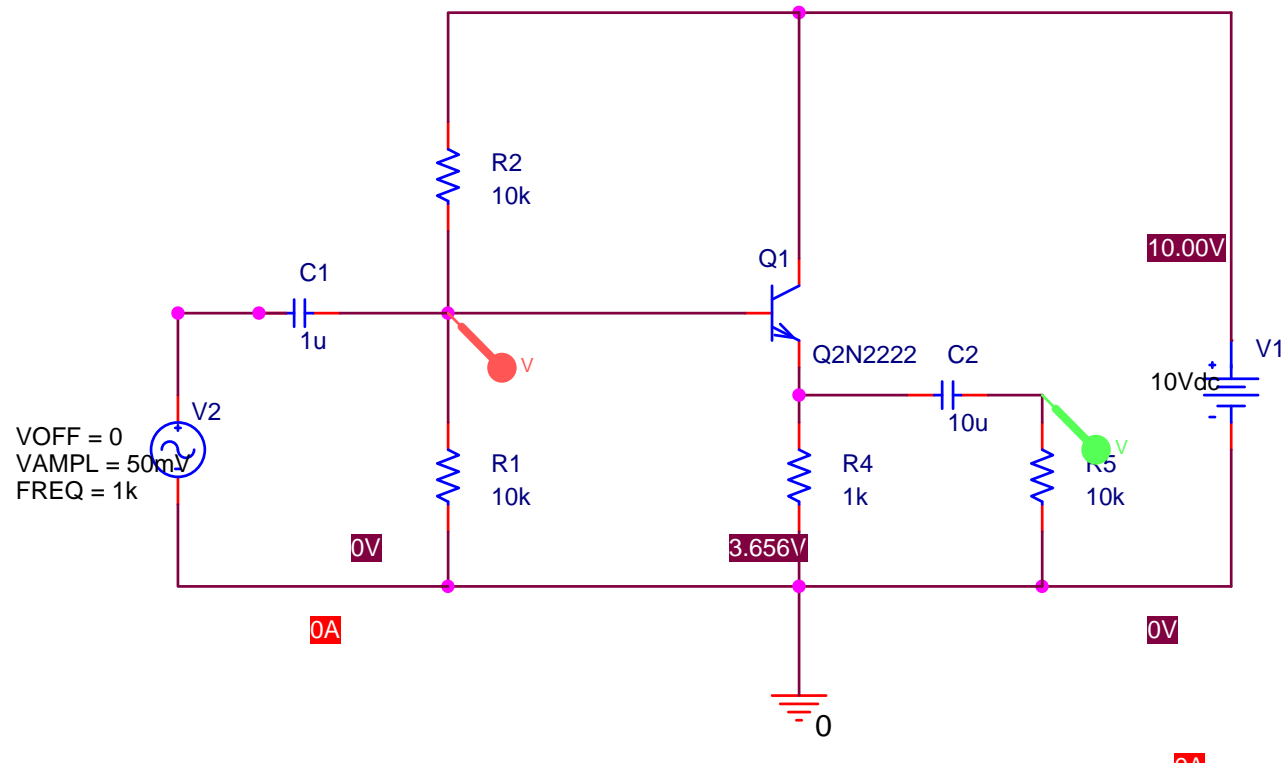 R2
10k
Q1
10.00V
C1
1u
V
Q2N2222
C2
10u
V1
10Vdc
V2
VOFF = 0
VAMPL = 50mV
FREQ = 1k
R1
10k
R4
1k
V
R5
10k
0V
3.656V
0A
0V
0
0A